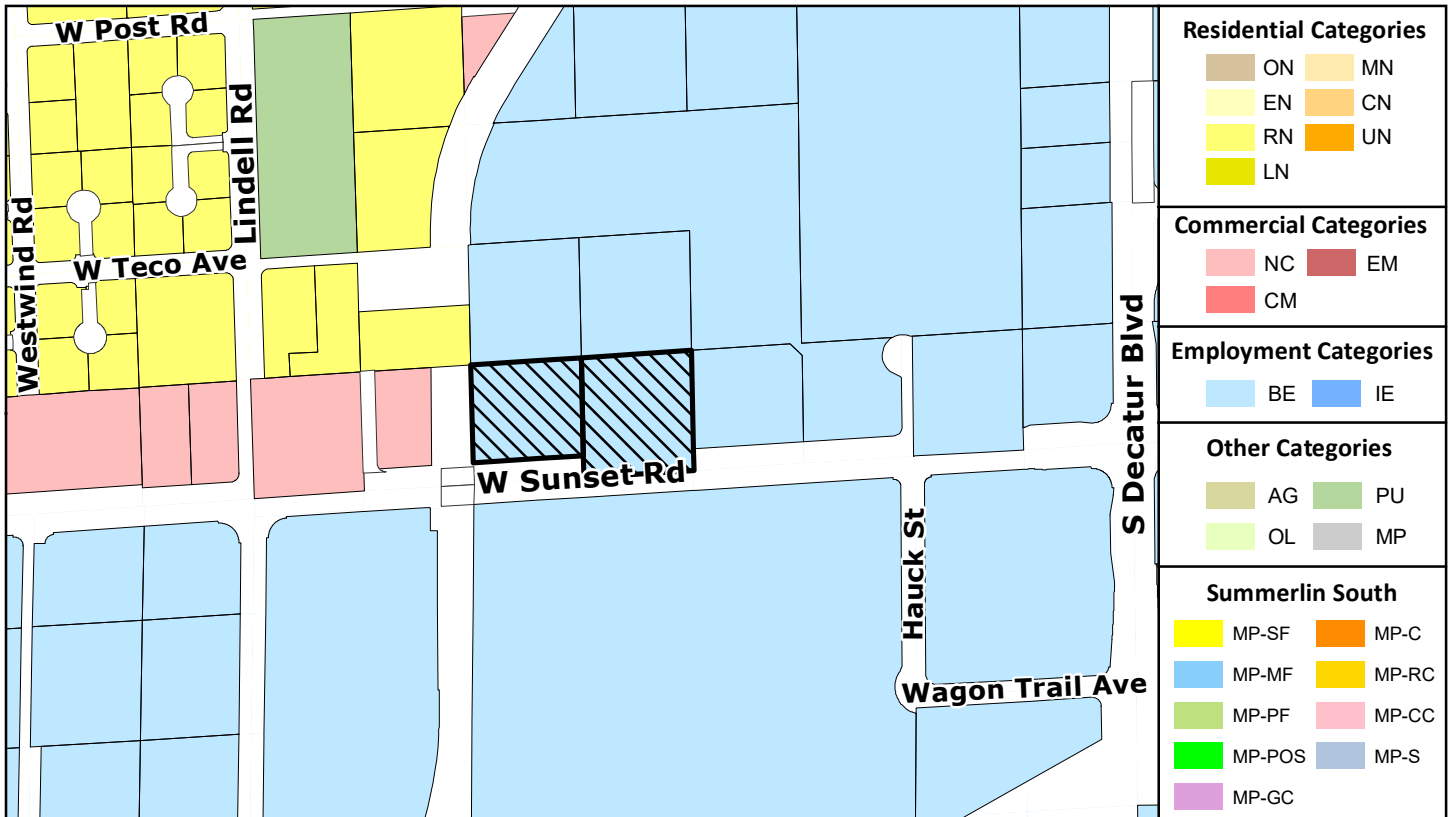 W Post Rd
Lindell Rd
Westwind Rd
W Teco Ave
W Sunset Rd
S Decatur Blvd
Hauck St
Wagon Trail Ave
Residential Categories
ON MN
EN CN
RN UN
LN
Commercial Categories
NC EM
CM
Employment Categories
BE IE
Other Categories
AG PU
OL MP
Summerlin South
MP-SF MP-C
MP-MF MP-RC
MP-PF MP-CC
MP-POS MP-S
MP-GC